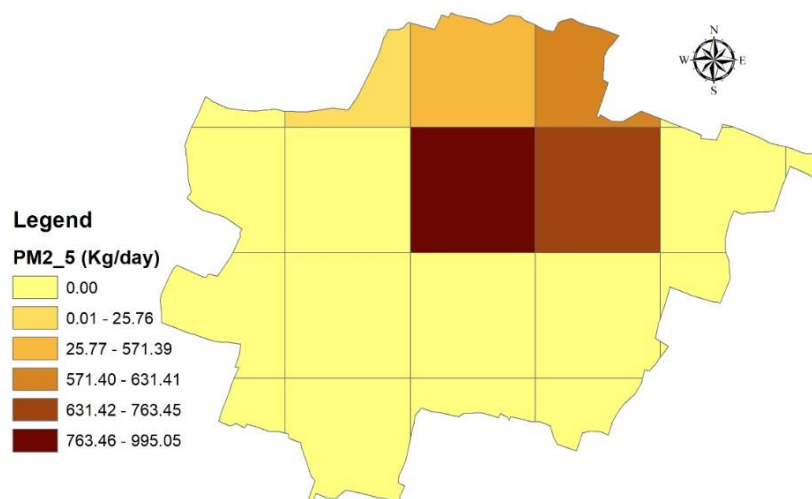 N
W E
S
Legend
PM2_5 (Kg/day)
0.00
0.01 - 25.76
25.77 - 571.39
571.40 - 631.41
631.42 - 763.45
763.46 - 995.05